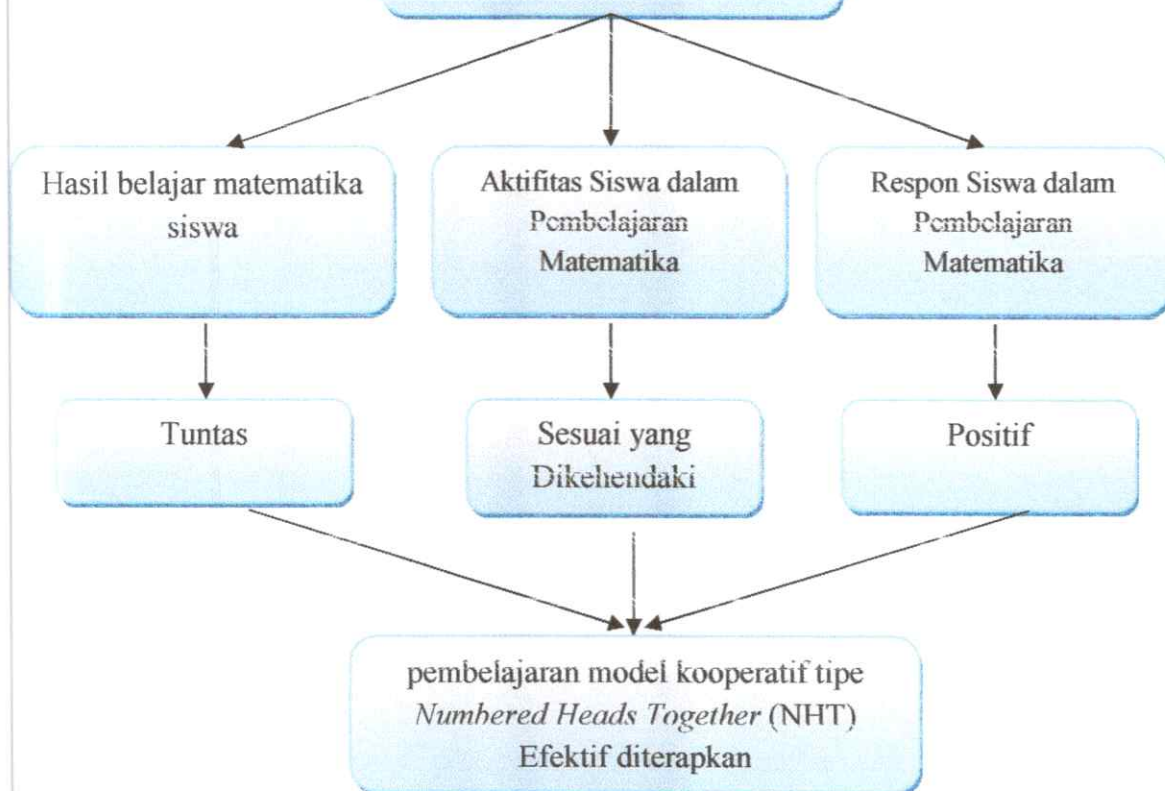 Hasil belajar matematika
siswa
Aktifitas Siswa dalam
Pembelajaran
Matematika
Respon Siswa dalam
Pembelajaran
Matematika
Tuntas
Sesuai yang
Dikehendaki
Positif
pembelajaran model kooperatif tipe
Numbered Heads Together (NHT)
Efektif diterapkan